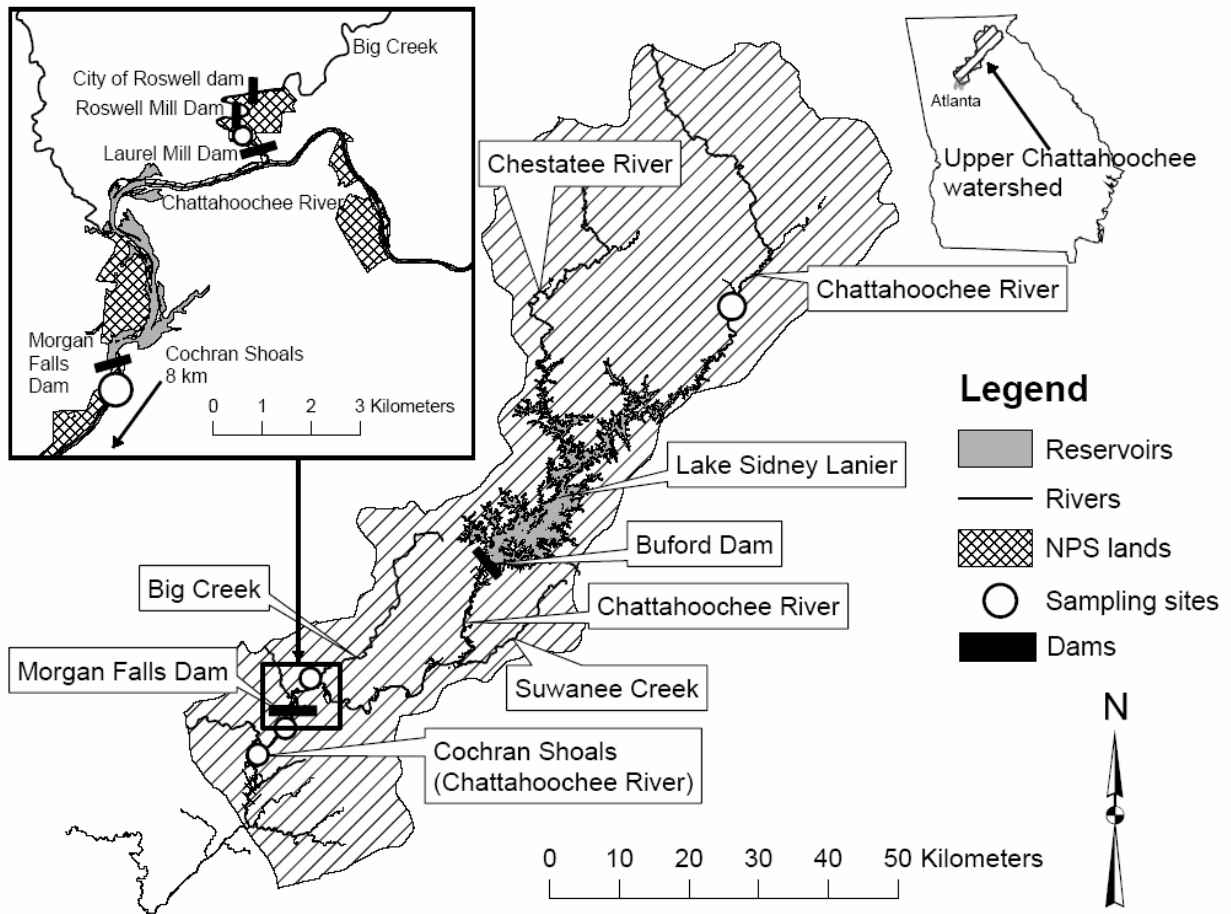 Big Creek
City of Roswell dam
Roswell Mill Dam
Laurel Mill Dam
Chattahoochee River
Morgan
Falls
Dam
Cochran Shoals
8 km
0 1 2 3 Kilometers
Atlanta
Upper Chattahoochee
watershed
Chestatee River
Chattahoochee River
Lake Sidney Lanier
Buford Dam
Chattahoochee River
Big Creek
Morgan Falls Dam
Suwanee Creek
Cochran Shoals
(Chattahoochee River)
Legend
Reservoirs
Rivers
NPS lands
Sampling sites
Dams
N
0 10 20 30 40 50 Kilometers